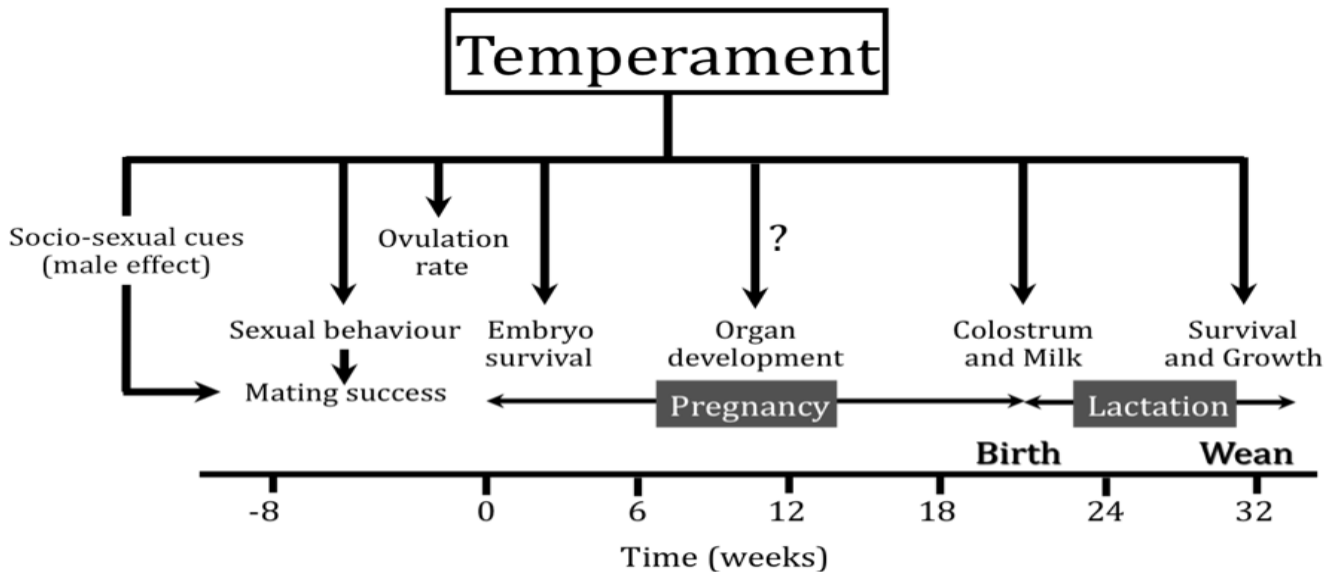 Temperament
Socio-sexual cues
(male effect)
Ovulation
rate
?
Sexual behaviour
Mating success
Embryo
survival
Organ
development
Colostrum
and Milk
Survival
and Growth
Pregnancy
Lactation
Birth
Wean
-8 0 6 12 18 24 32
Time (weeks)